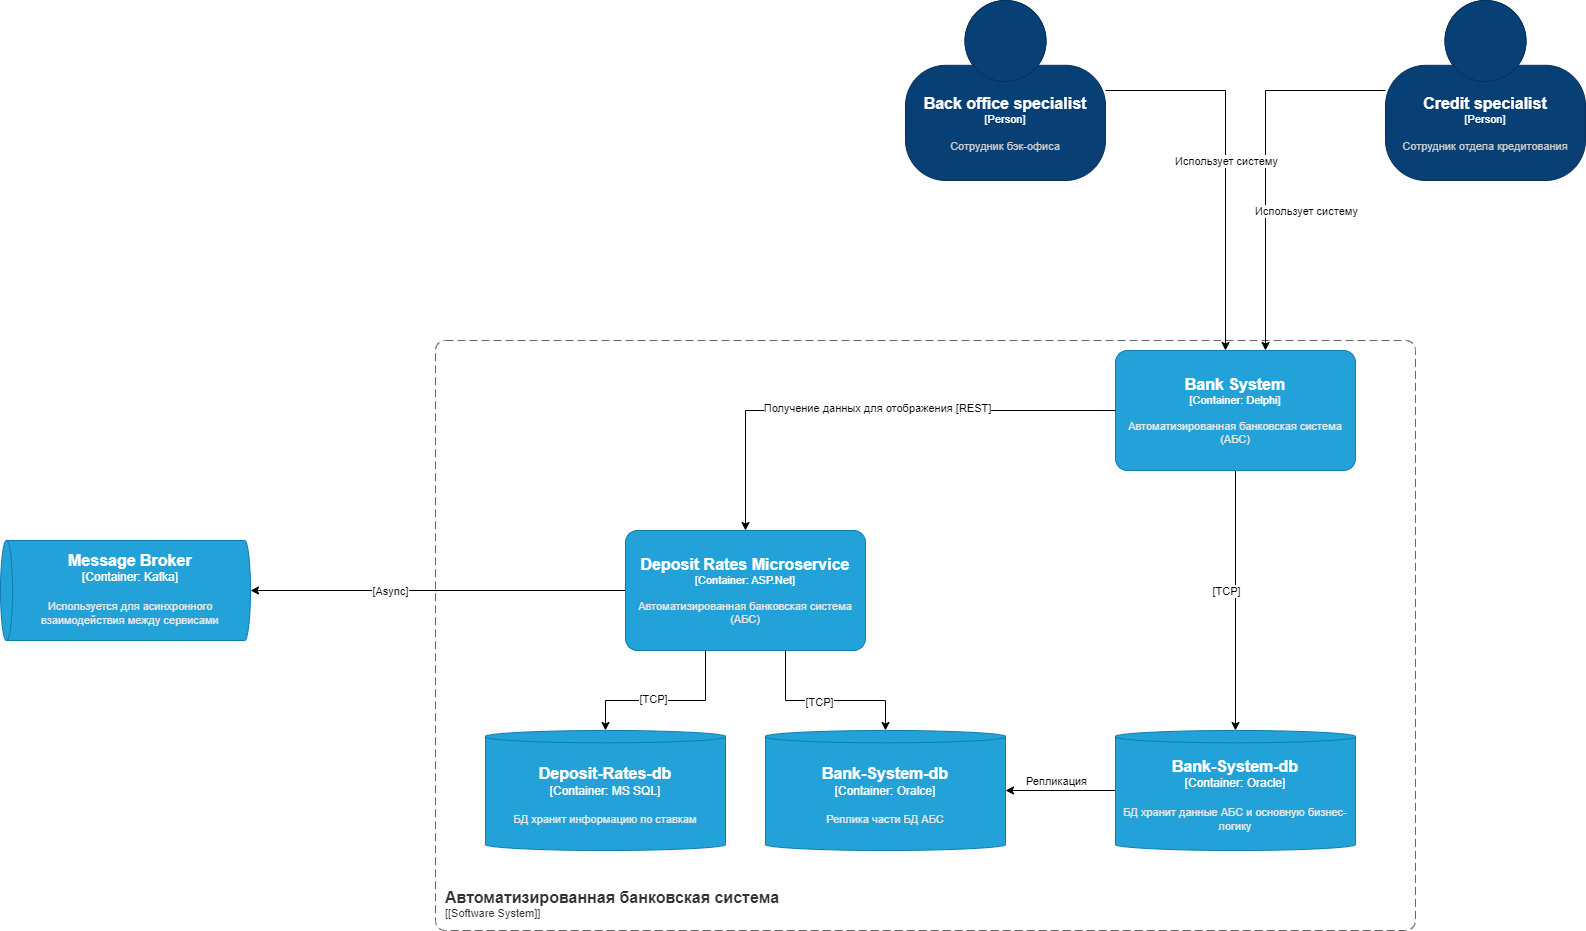 Back office specialist
[Person]
Сотрудник бэк-офиса
Credit specialist
[Person]
Сотрудник отдела кредитования
Использует систему
Использует систему
Bank System
[Container: Delphi]
Автоматизированная банковская система
(АБС)
Получение данных для отображения [REST]
Message Broker
[Container: Kafka]
Используется для асинхронного
взаимодействия между сервисами
[Async]
Deposit Rates Microservice
[Container: ASP.Net]
Автоматизированная банковская система
(АБС)
[TCP]
[TCP]
[TCP]
Deposit-Rates-db
[Container: MS SQL]
БД хранит информацию по ставкам
Bank-System-db
[Container: Oralce]
Реплика части БД АБС
Репликация
Bank-System-db
[Container: Oracle]
БД хранит данные АБС и основную бизнес-
логику
Автоматизированная банковская система
[[Software System]]